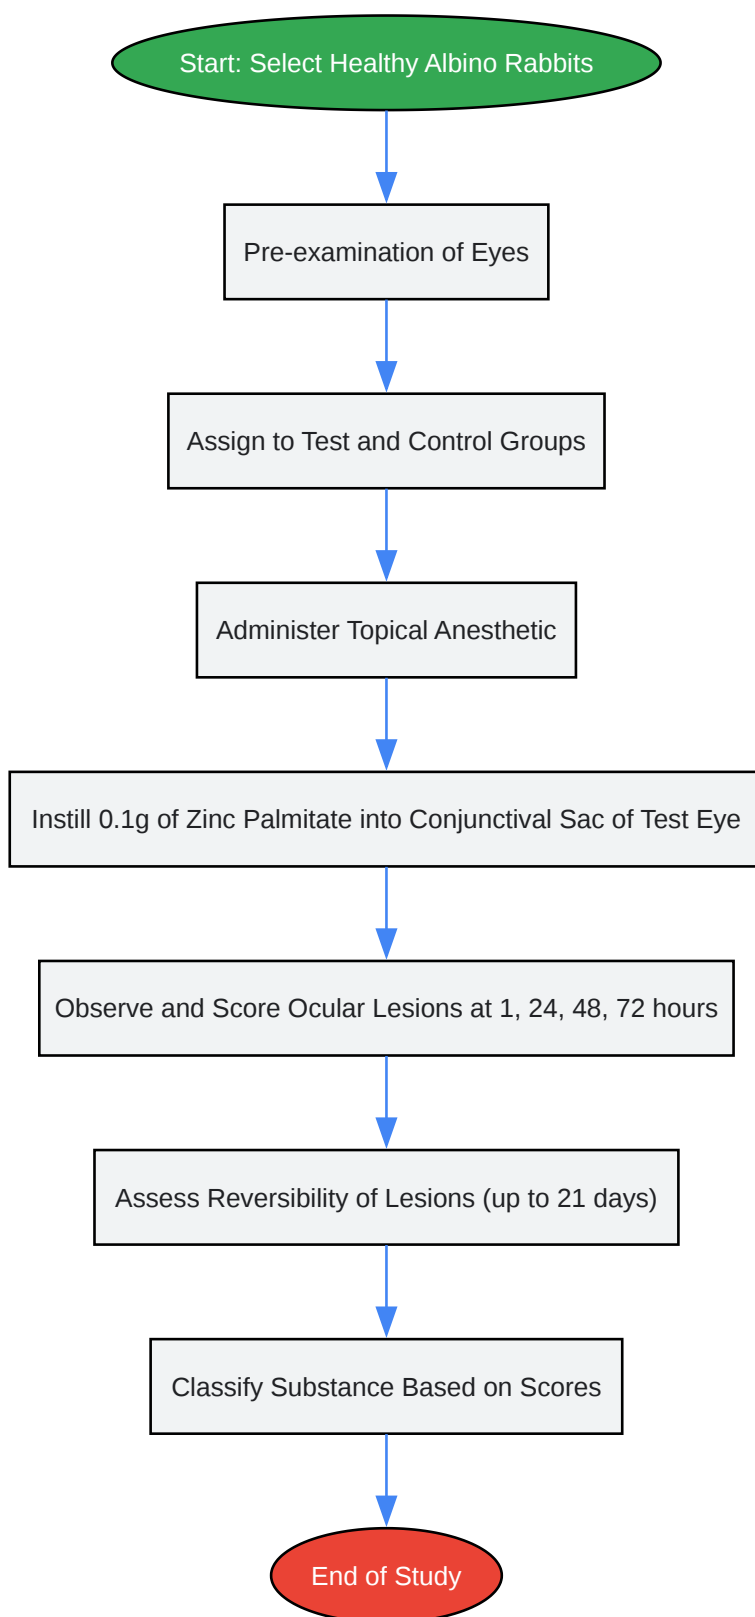 Start: Select Healthy Albino Rabbits
Pre-examination of Eyes
Assign to Test and Control Groups
Administer Topical Anesthetic
Instill 0.1g of Zinc Palmitate into Conjunctival Sac of Test Eye
Observe and Score Ocular Lesions at 1, 24, 48, 72 hours
Assess Reversibility of Lesions (up to 21 days)
Classify Substance Based on Scores
End of Study